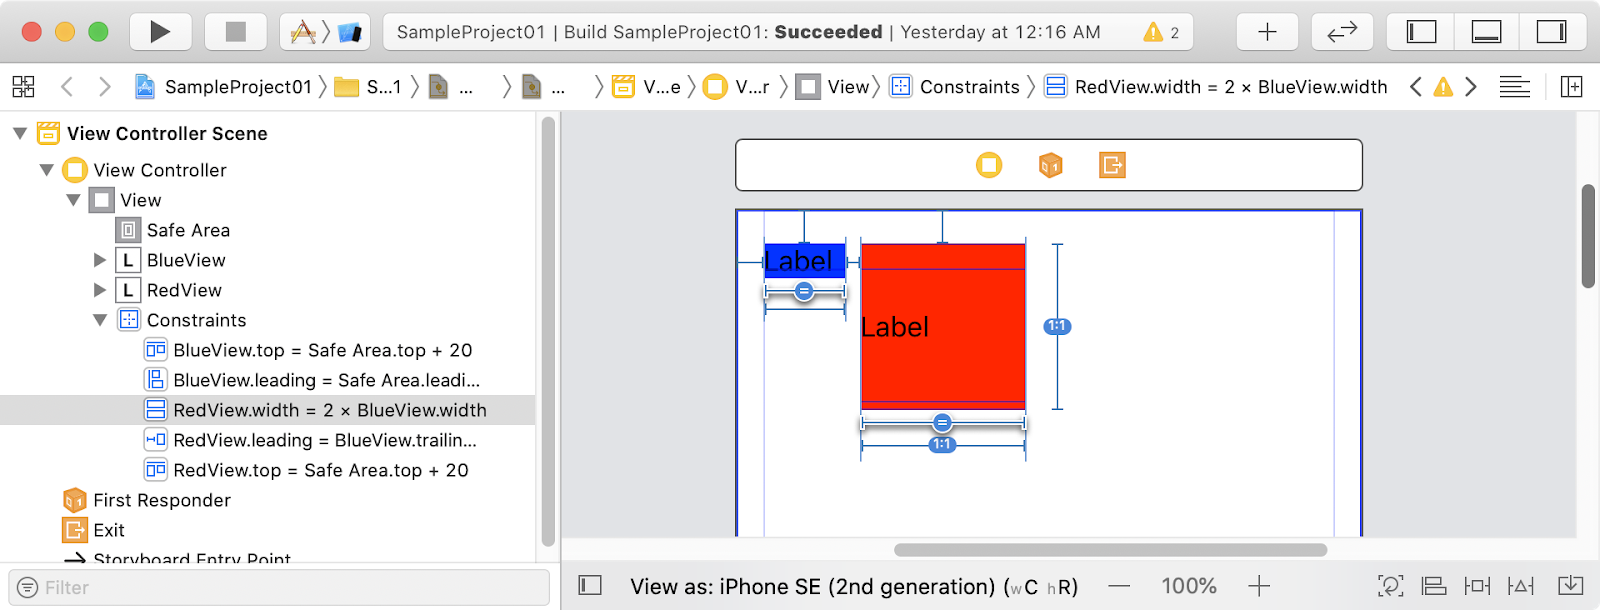 SampleProject01 | Build SampleProject01: Succeeded | Yesterday at 12:16 AM 2
SampleProject01 S...1 ... ... V...e V...r View Constraints RedView.width = 2 × BlueView.width
View Controller Scene
View Controller
View
Safe Area
L BlueView
L RedView
Constraints
BlueView.top = Safe Area.top + 20
BlueView.leading = Safe Area.leadi...
RedView.width = 2 × BlueView.width
RedView.leading = BlueView.trailin...
RedView.top = Safe Area.top + 20
First Responder
Exit
Storyboard Entry Point
Filter
Label
=
Label
1:1
=
1:1
View as: iPhone SE (2nd generation) (wC hR) — 100% +